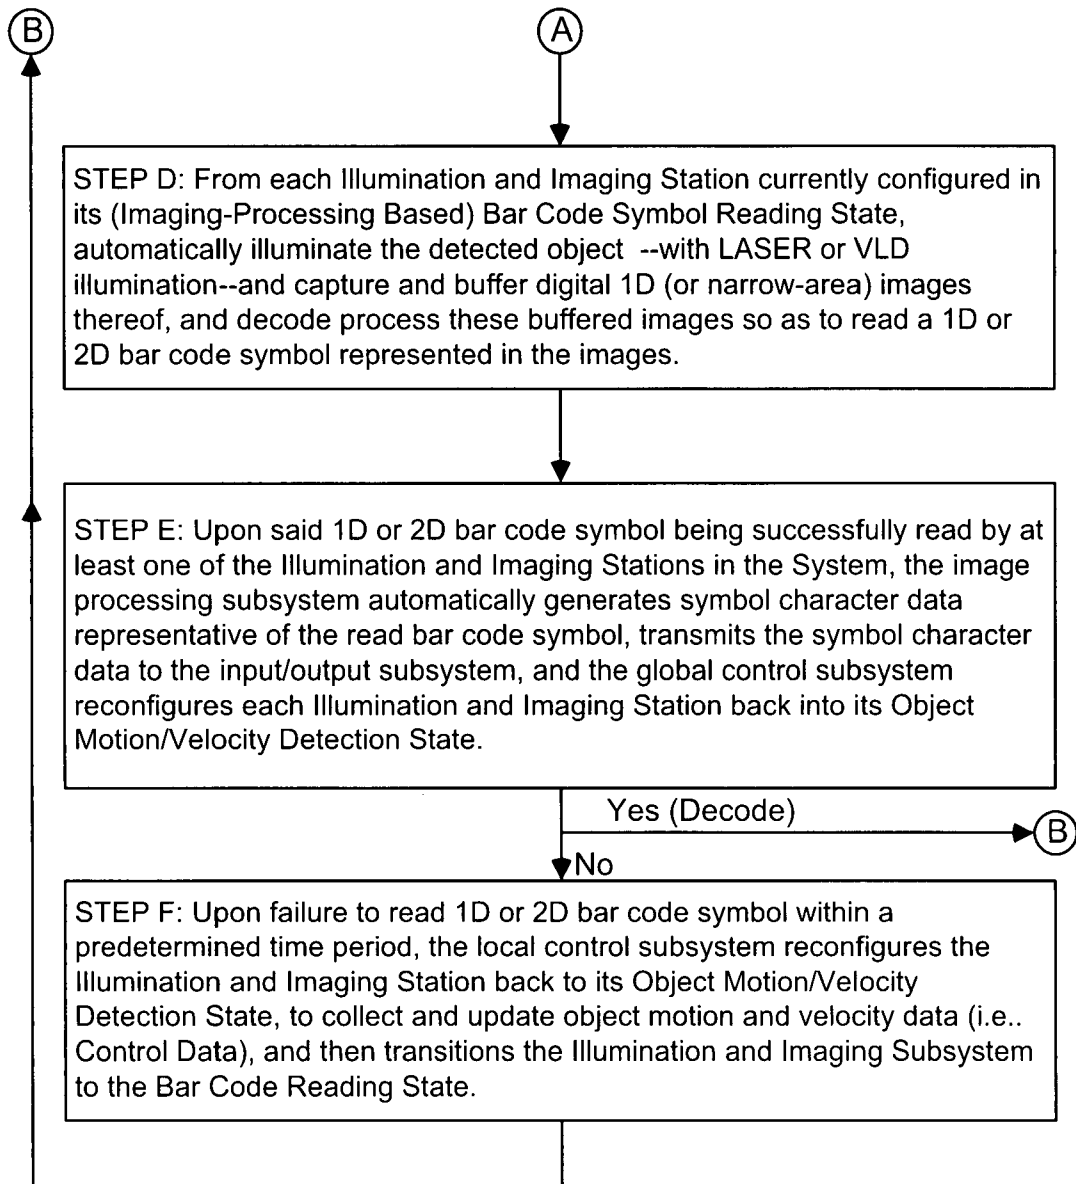 B
A
STEP D: From each Illumination and Imaging Station currently configured in
its (Imaging-Processing Based) Bar Code Symbol Reading State,
automatically illuminate the detected object --with LASER or VLD
illumination--and capture and buffer digital 1D (or narrow-area) images
thereof, and decode process these buffered images so as to read a 1D or
2D bar code symbol represented in the images.
STEP E: Upon said 1D or 2D bar code symbol being successfully read by at
least one of the Illumination and Imaging Stations in the System, the image
processing subsystem automatically generates symbol character data
representative of the read bar code symbol, transmits the symbol character
data to the input/output subsystem, and the global control subsystem
reconfigures each Illumination and Imaging Station back into its Object
Motion/Velocity Detection State.
Yes (Decode)
B
No
STEP F: Upon failure to read 1D or 2D bar code symbol within a
predetermined time period, the local control subsystem reconfigures the
Illumination and Imaging Station back to its Object Motion/Velocity
Detection State, to collect and update object motion and velocity data (i.e..
Control Data), and then transitions the Illumination and Imaging Subsystem
to the Bar Code Reading State.